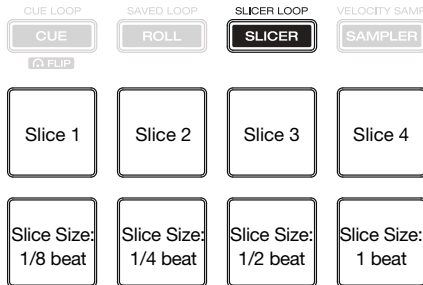 CUE LOOP SAVED LOOP SLICER LOOP VELOCITY SAMP
CUE ROLL SLICER SAMPLER
FLIP
Slice 1 Slice 2 Slice 3 Slice 4
Slice Size: Slice Size: Slice Size: Slice Size:
1/8 beat 1/4 beat 1/2 beat 1 beat